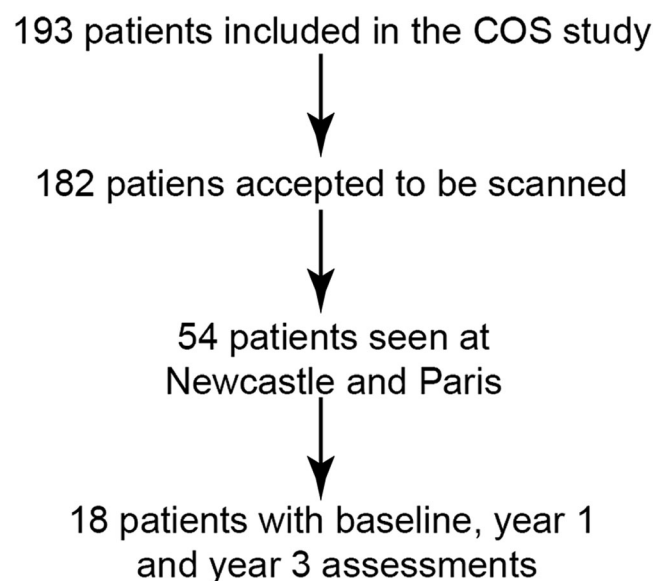 193 patients included in the COS study
182 patiens accepted to be scanned
54 patients seen at
Newcastle and Paris
18 patients with baseline, year 1
and year 3 assessments